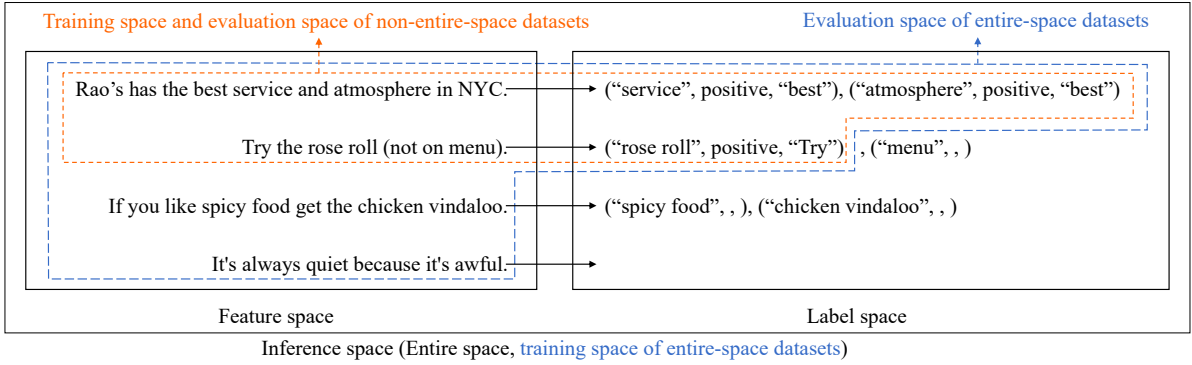 Training space and evaluation space of non-entire-space datasets
Evaluation space of entire-space datasets
Rao’s has the best service and atmosphere in NYC. (“service”, positive, “best”), (“atmosphere”, positive, “best”)
Try the rose roll (not on menu). (“rose roll”, positive, “Try”) , (“menu”, , )
If you like spicy food get the chicken vindaloo. (“spicy food”, , ), (“chicken vindaloo”, , )
It's always quiet because it's awful.
Feature space
Label space
Inference space (Entire space, training space of entire-space datasets)